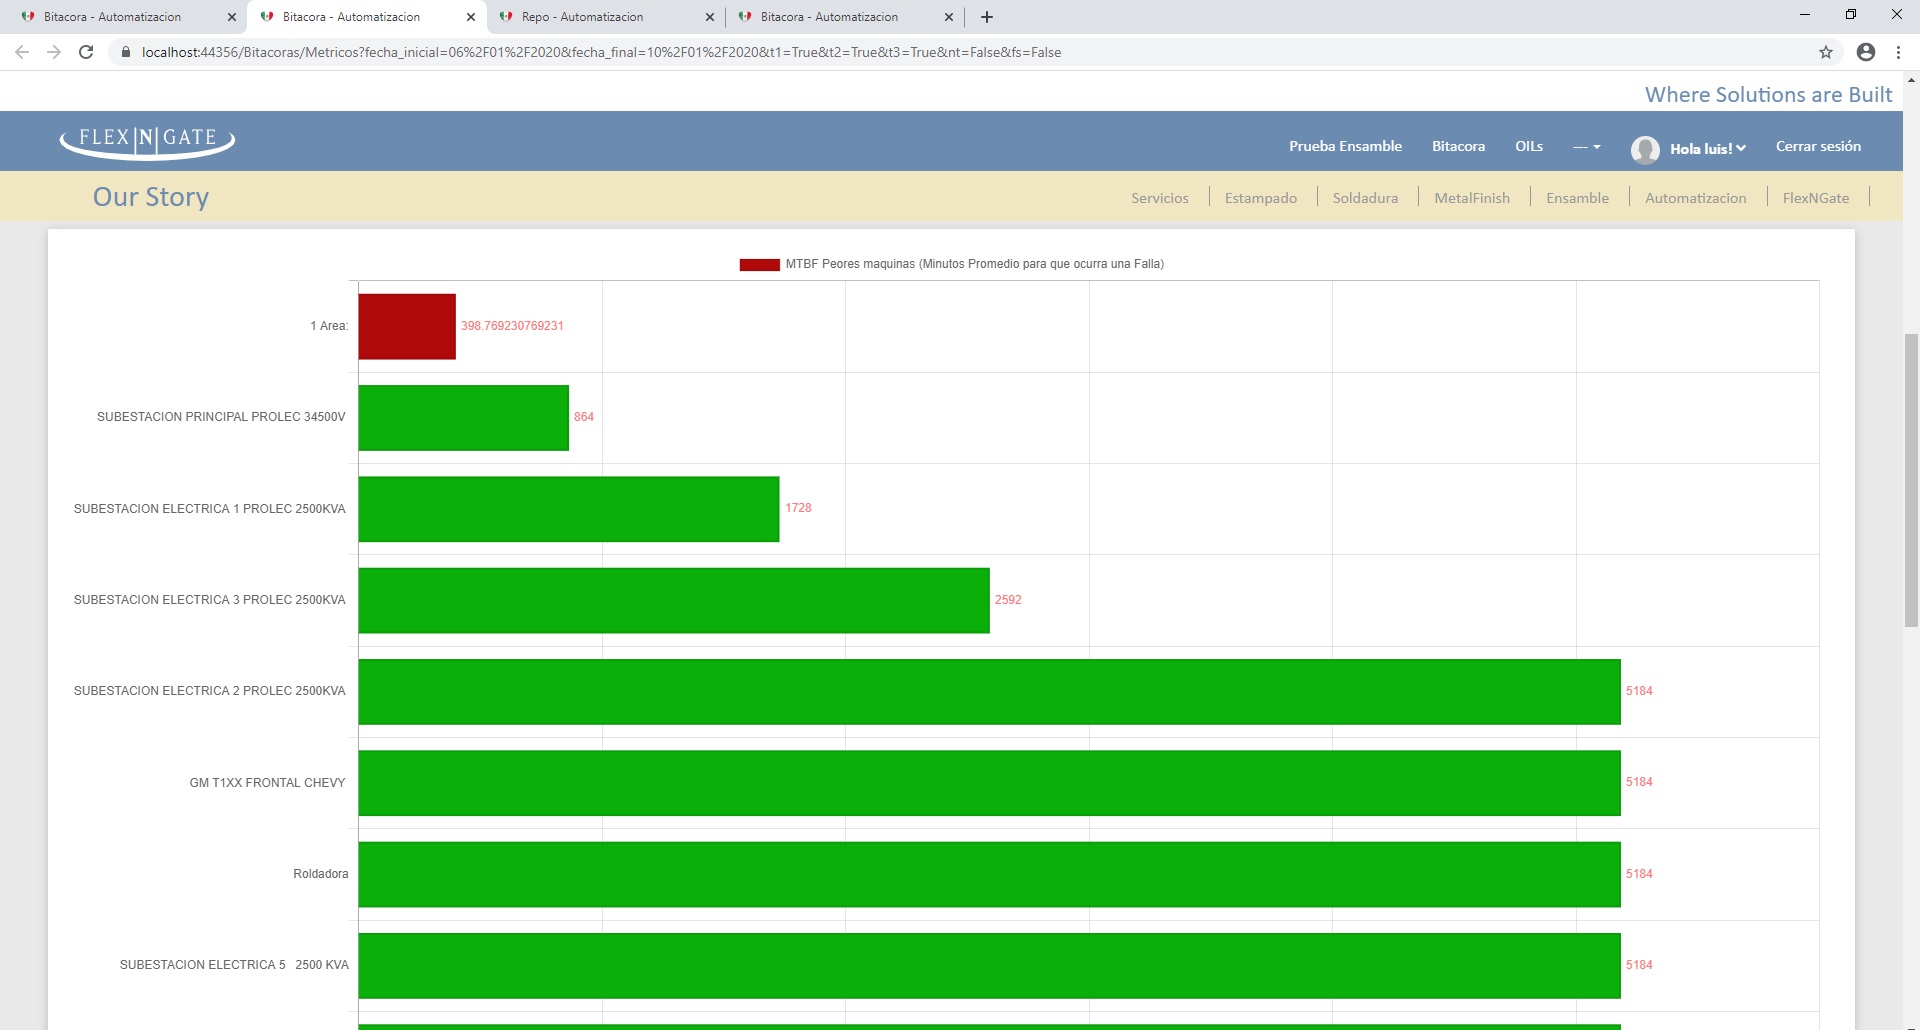 Bitacora - Automatizacion
Bitacora - Automatizacion
Repo - Automatizacion
Bitacora - Automatizacion
localhost:44356/Bitacoras/Metricos?fecha_inicial=06%2F01%2F2020&fecha_final=10%2F01%2F2020&t1=True&t2=True&t3=True&nt=False&fs=False
Where Solutions are Built
FLEX|N|GATE
Prueba Ensamble
Bitacora
OILs
---
Hola luis!
Cerrar sesión
Our Story
Servicios
Estampado
Soldadura
MetalFinish
Ensamble
Automatizacion
FlexNGate
MTBF Peores maquinas (Minutos Promedio para que ocurra una Falla)
1 Area:
398.769230769231
SUBESTACION PRINCIPAL PROLEC 34500V
864
SUBESTACION ELECTRICA 1 PROLEC 2500KVA
1728
SUBESTACION ELECTRICA 3 PROLEC 2500KVA
2592
SUBESTACION ELECTRICA 2 PROLEC 2500KVA
5184
GM T1XX FRONTAL CHEVY
5184
Roldadora
5184
SUBESTACION ELECTRICA 5 2500 KVA
5184